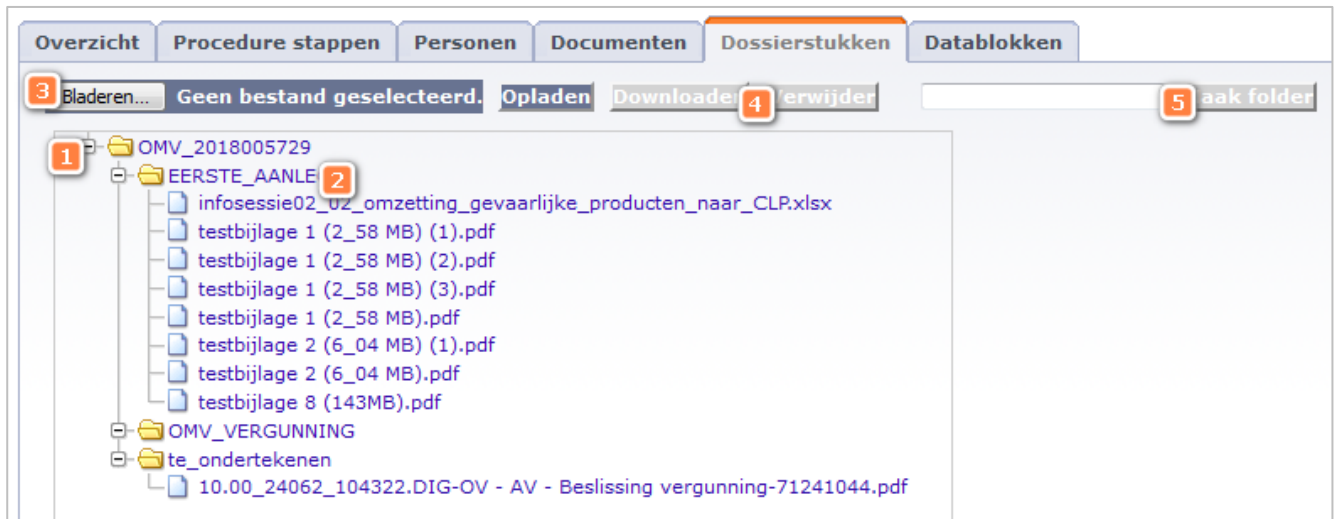 Overzicht Procedure stappen Personen Documenten Dossierstukken Datablokken
3 Bladeren... Geen bestand geselecteerd. Opladen 4 5 folder
1 OMV_2018005729
2
infosessie02_02_omzetting_gevaarlijke_producten_naar_CLP.xlsx
testbijlage 1 (2_58 MB) (1).pdf
testbijlage 1 (2_58 MB) (2).pdf
testbijlage 1 (2_58 MB) (3).pdf
testbijlage 1 (2_58 MB).pdf
testbijlage 2 (6_04 MB) (1).pdf
testbijlage 2 (6_04 MB).pdf
testbijlage 8 (143MB).pdf
OMV_VERGUNNING
te_ondertekenen
10.00_24062_104322.DIG-OV - AV - Beslissing vergunning-71241044.pdf